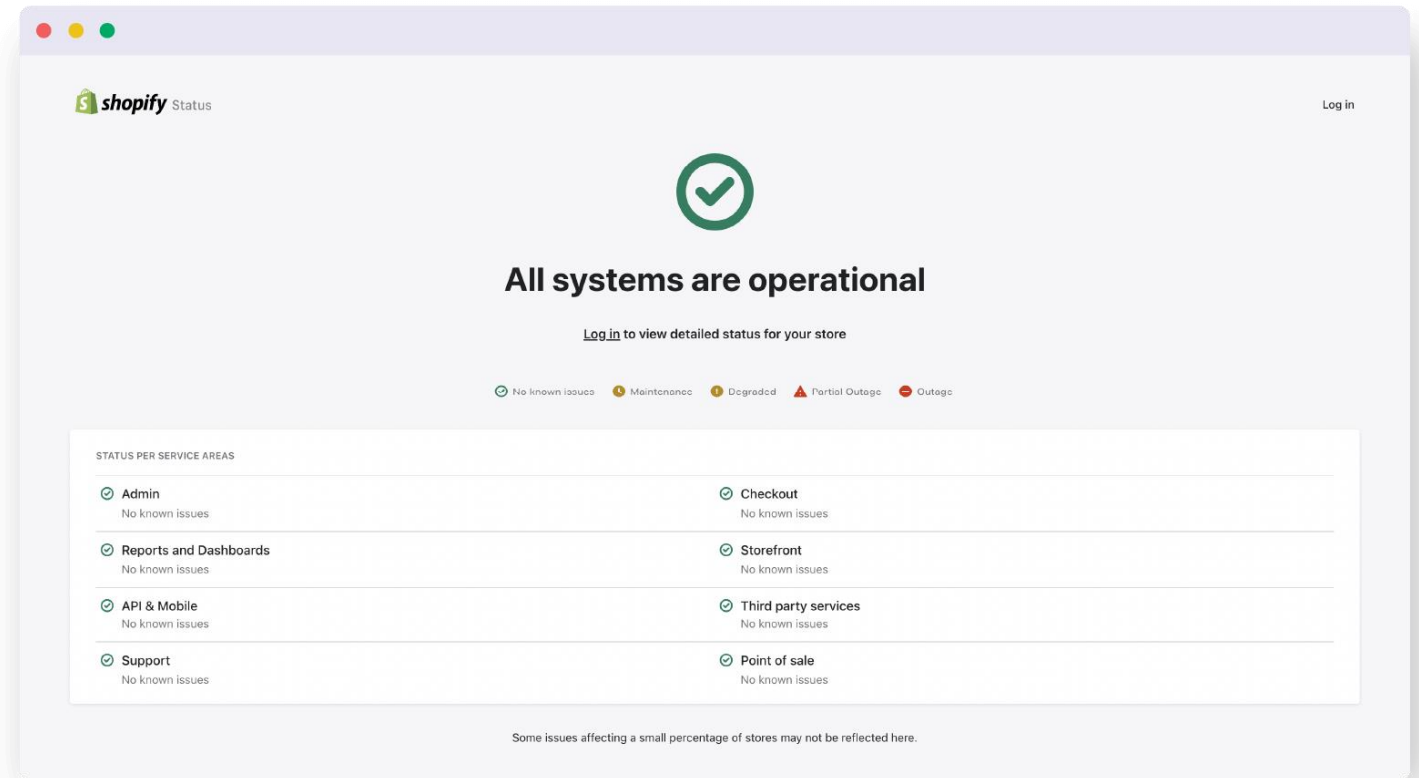 shopify Status
Log in
All systems are operational
Log in to view detailed status for your store
No known issues Maintenance Degraded Partial Outage Outage
STATUS PER SERVICE AREAS
Admin
No known issues
Checkout
No known issues
Reports and Dashboards
No known issues
Storefront
No known issues
API & Mobile
No known issues
Third party services
No known issues
Support
No known issues
Point of sale
No known issues
Some issues affecting a small percentage of stores may not be reflected here.